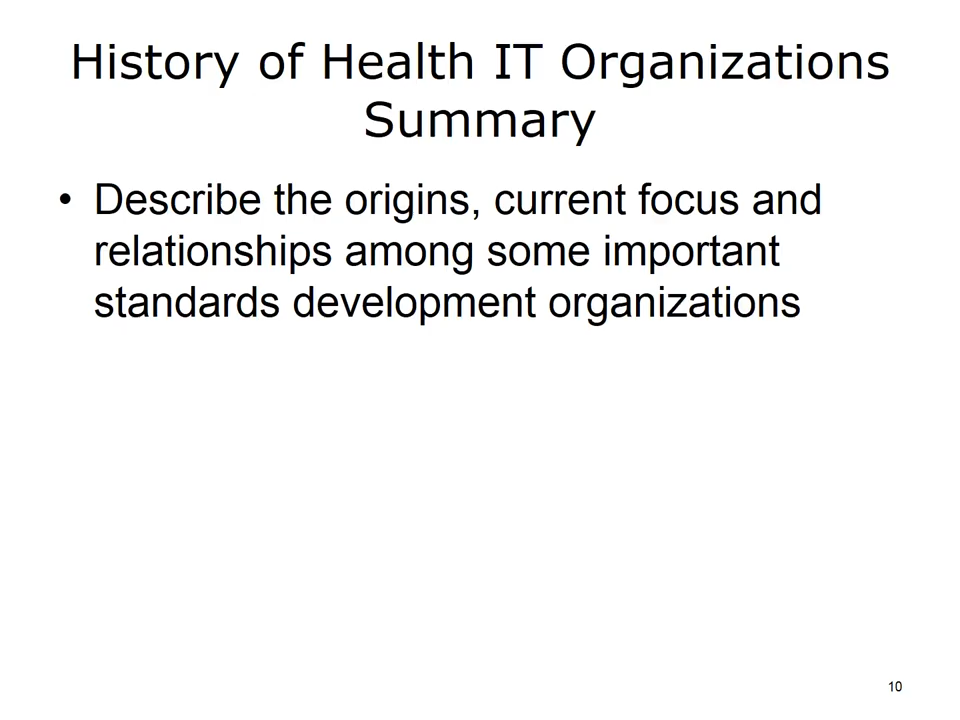 History of Health IT Organizations
Summary
• Describe the origins, current focus and
relationships among some important
standards development organizations
10